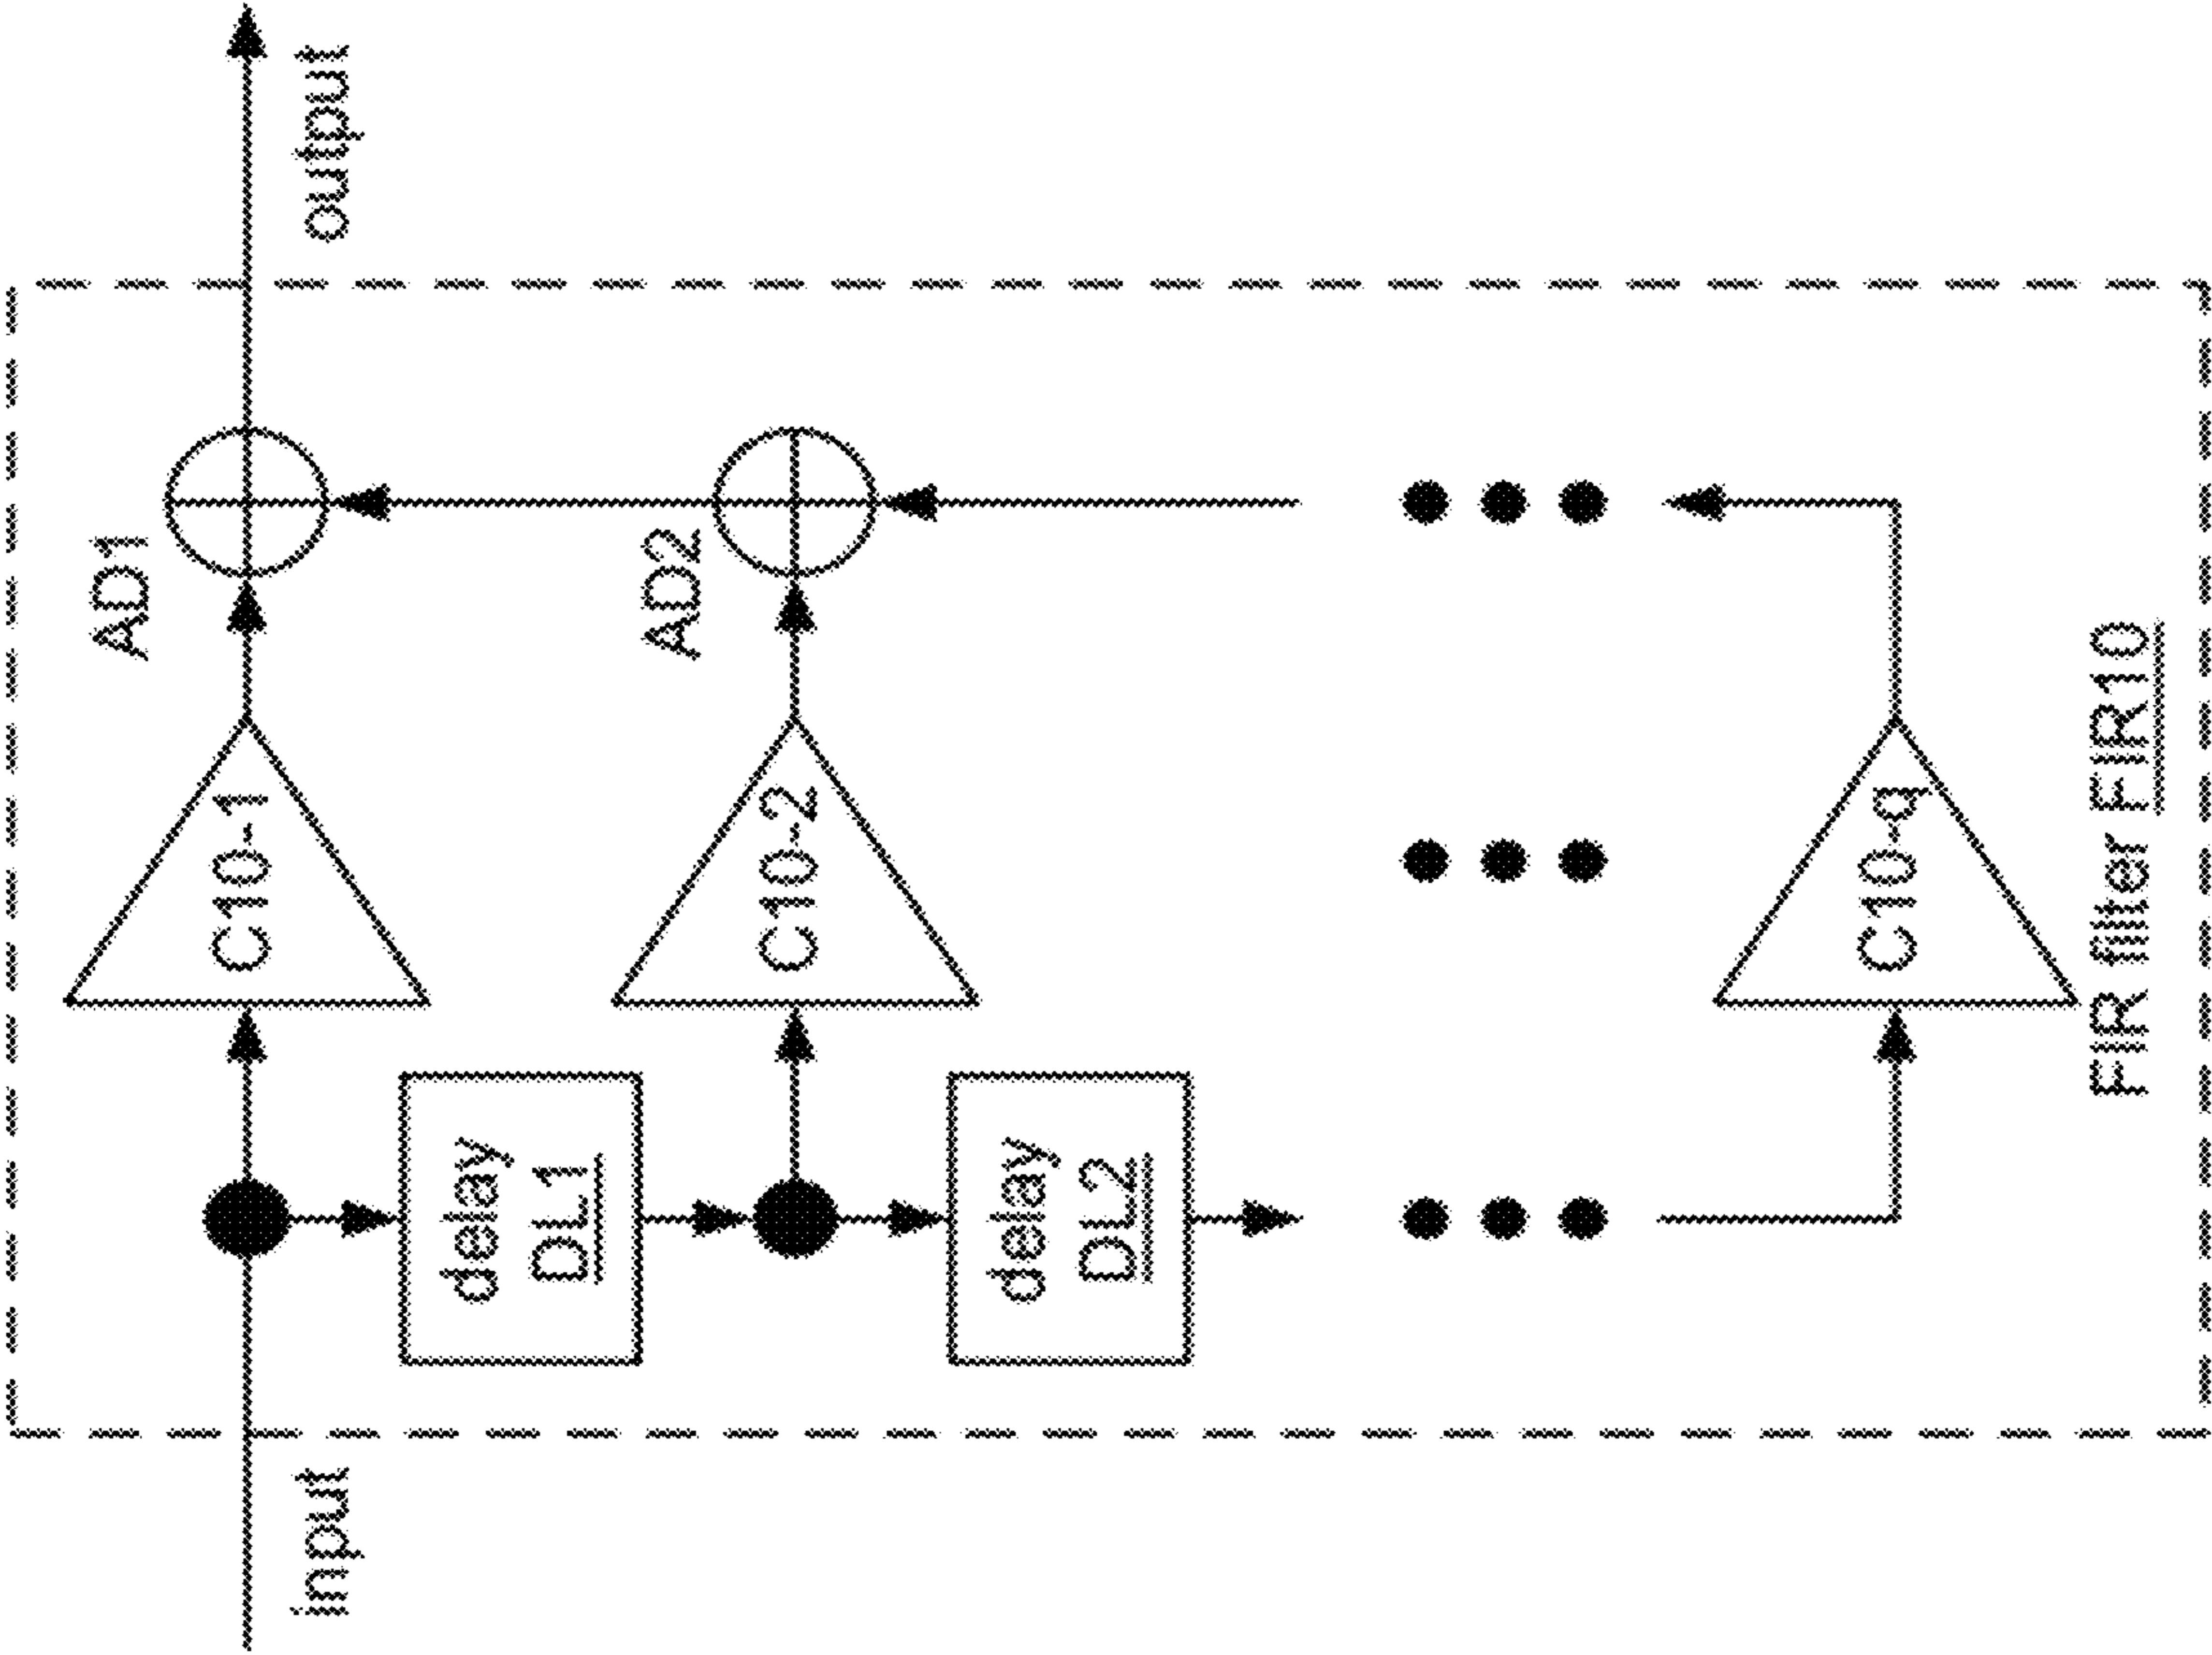 input
output
AD1
C10-1
delay
DL1
AD2
C10-2
delay
DL2
C10-q
FIR filter FIR10